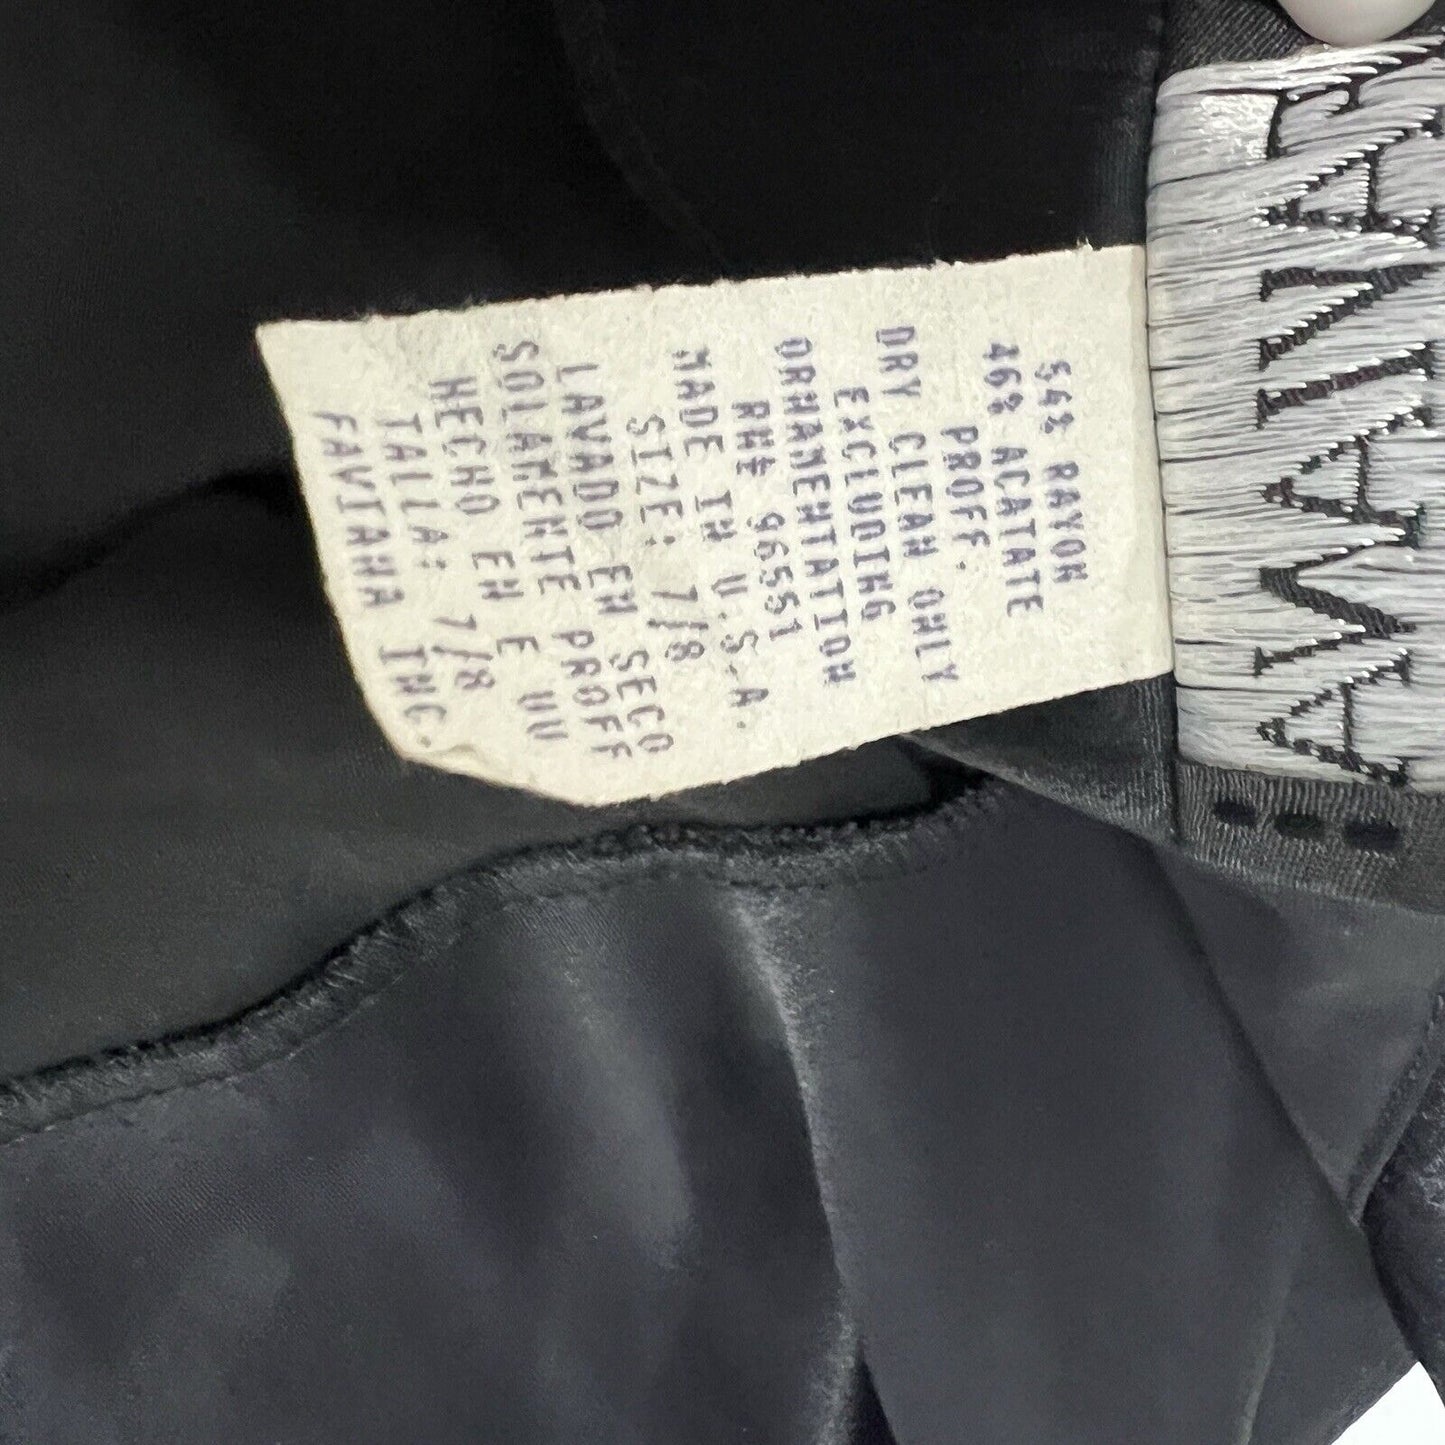 54% RAYON
46% ACATATE
PROFF.
DRY CLEAN ONLY
EXCLUDING
ORNAMENTATION
RN# 96551
MADE IN U.S.A.
SIZE: 7/8
LAVADO EN SECO
SOLAMENTE PROFF
HECHO EN E UU
TALLA: 7/8
FAVIANA INC.